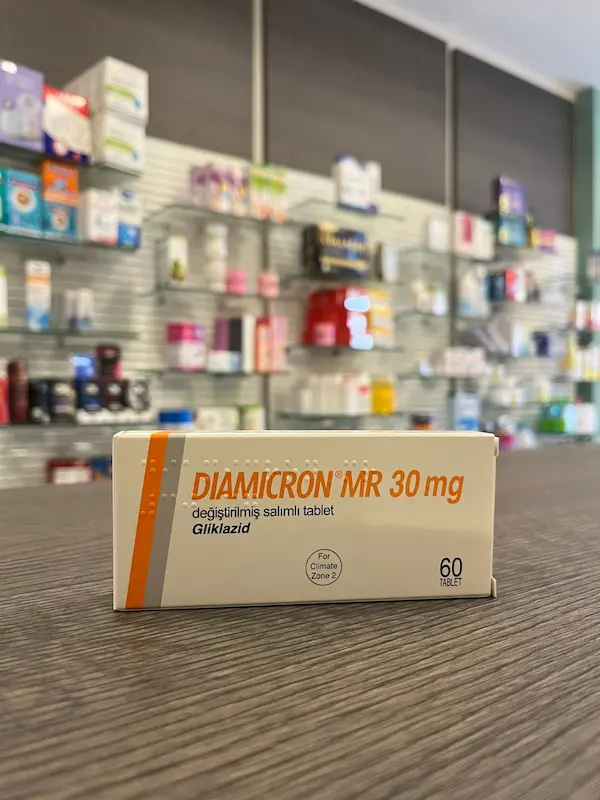 DIAMICRON® MR 30 mg
değiştirilmiş salımlı tablet
Gliklazid
For
Climate
Zone 2
60
TABLET